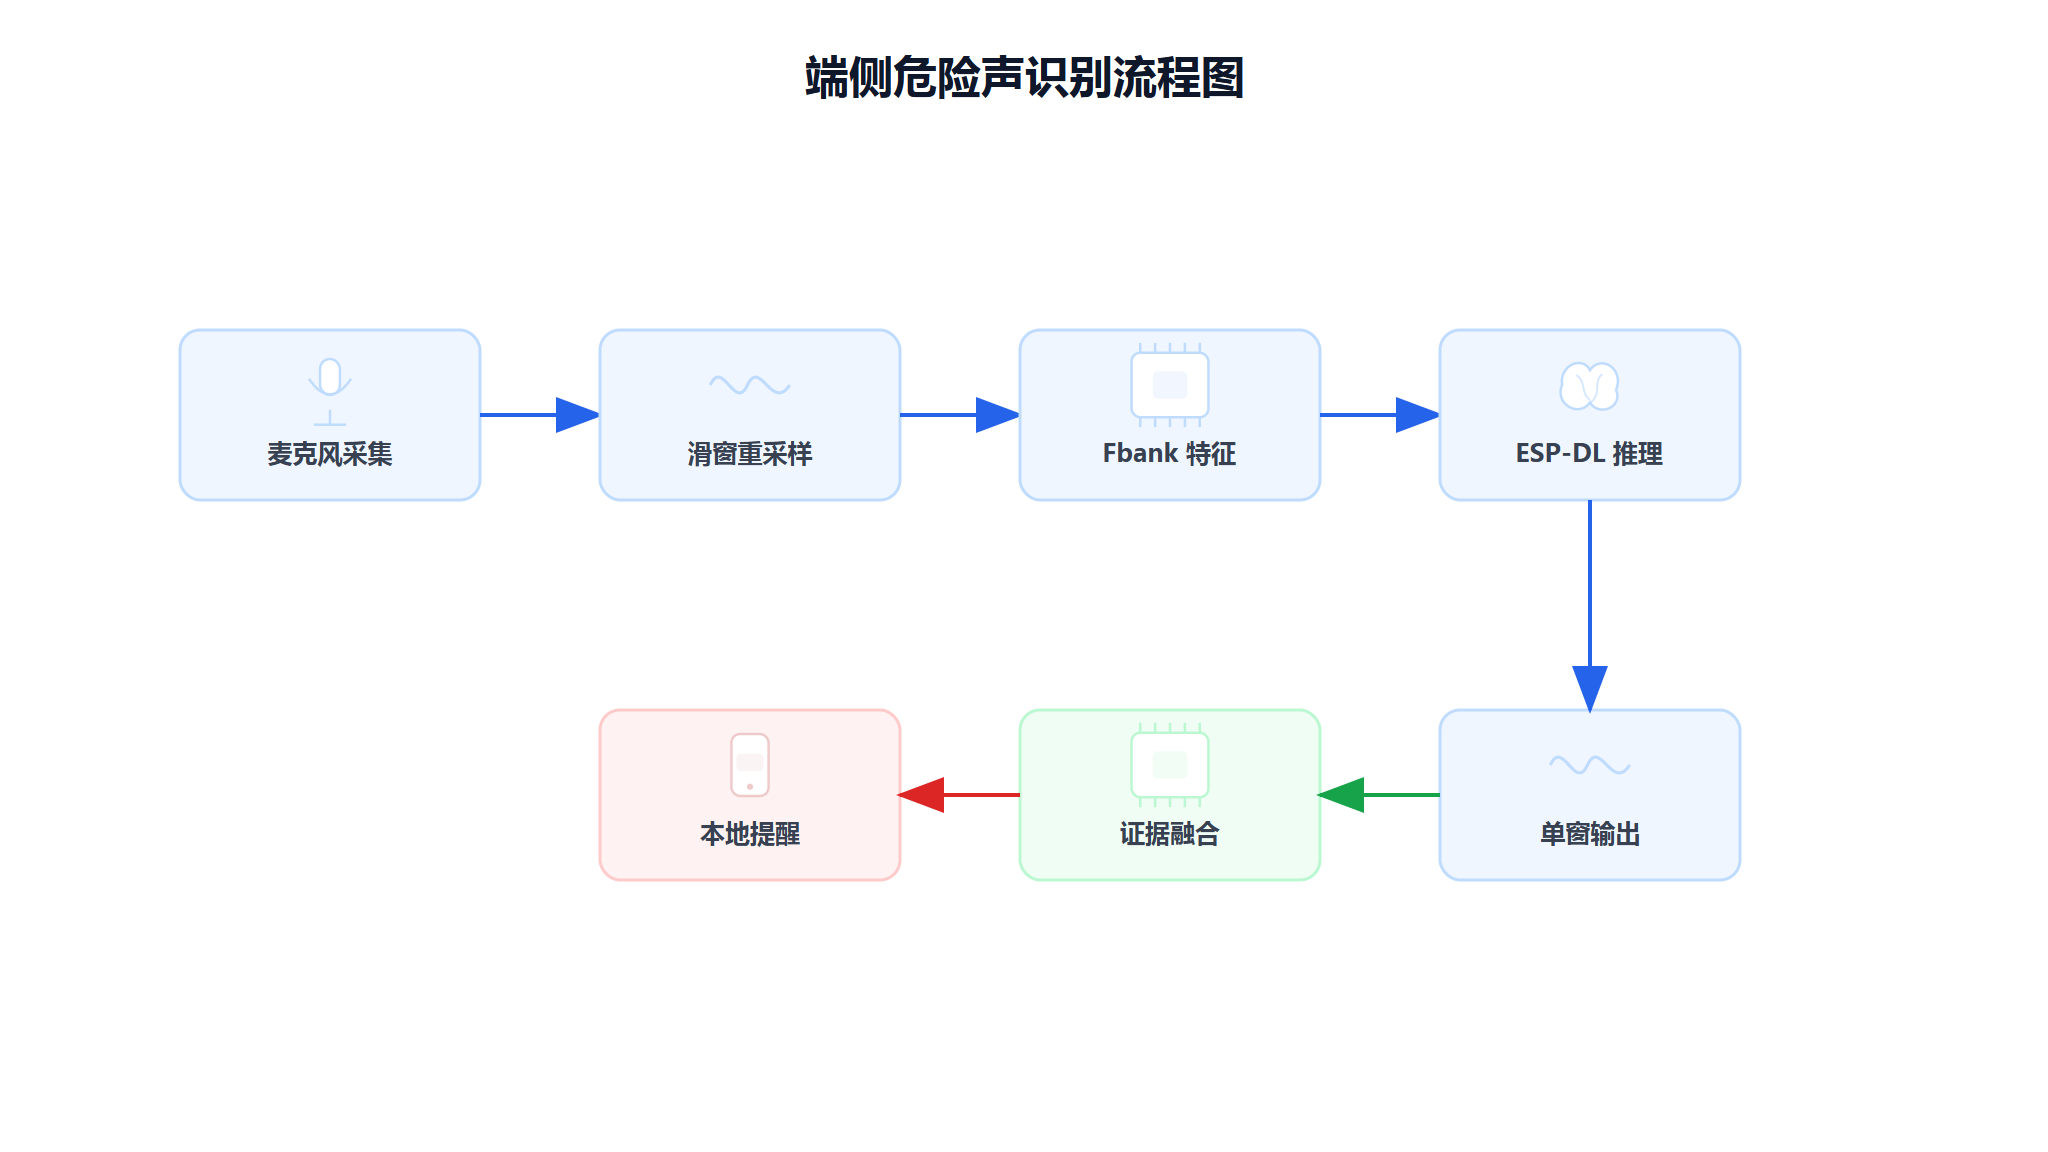 端侧危险声识别流程图
麦克风采集
滑窗重采样
Fbank 特征
ESP-DL 推理
本地提醒
证据融合
单窗输出